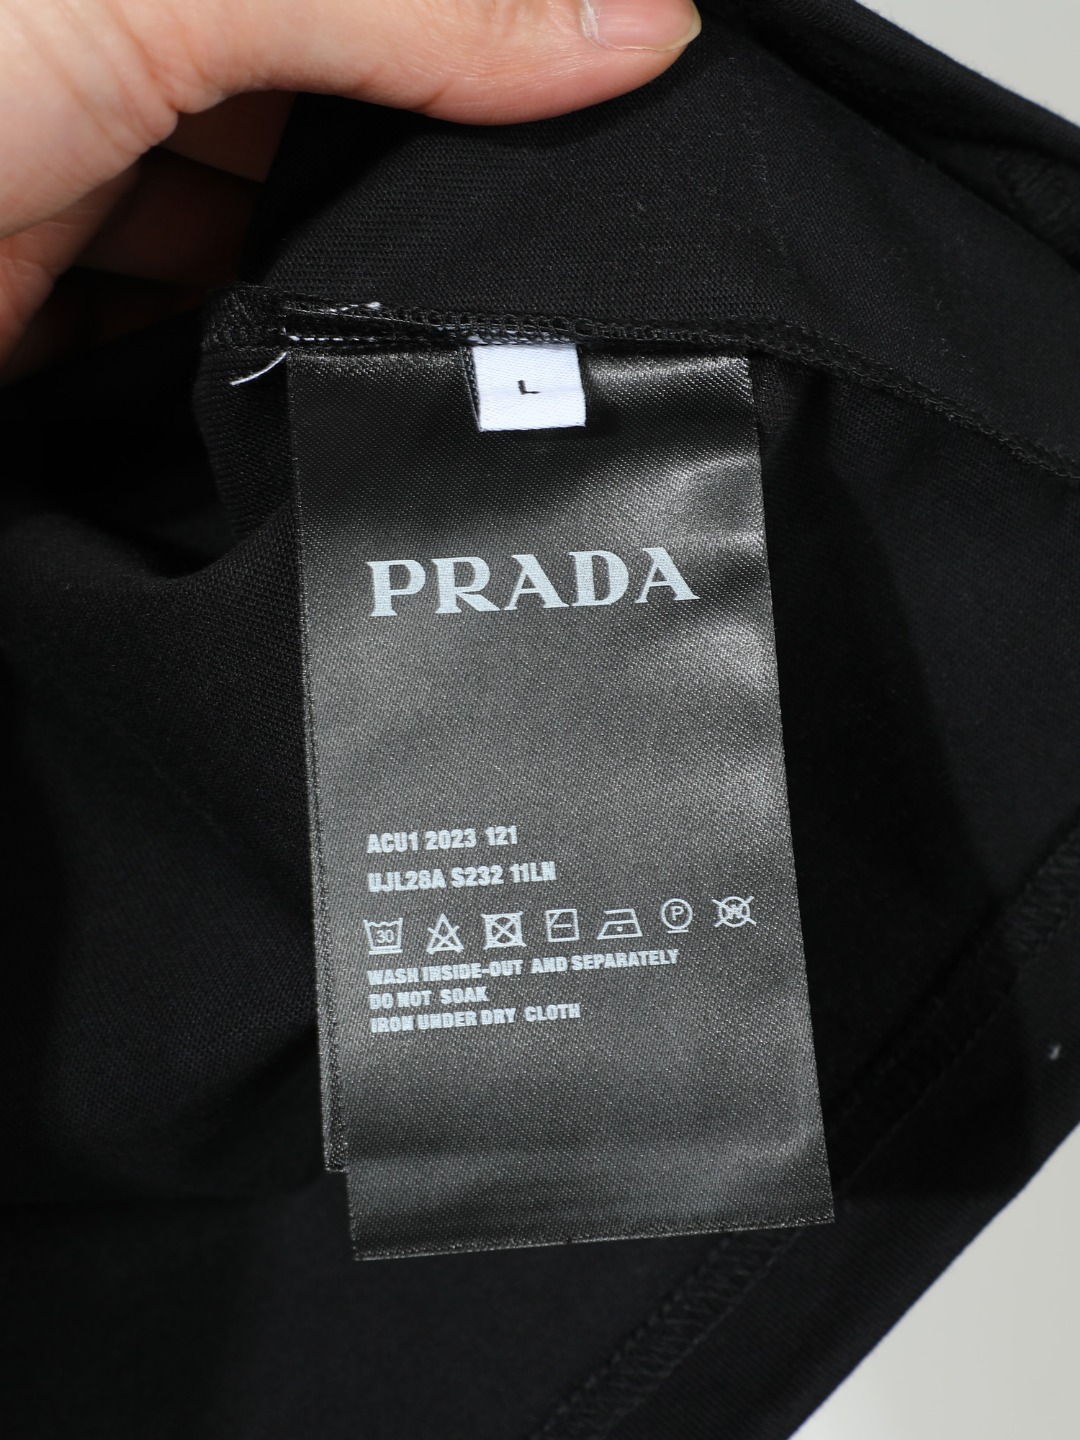 L
PRADA
ACU1 2023 121
UJL28A S232 11LN
30 P W
WASH INSIDE-OUT AND SEPARATELY
DO NOT SOAK
IRON UNDER DRY CLOTH